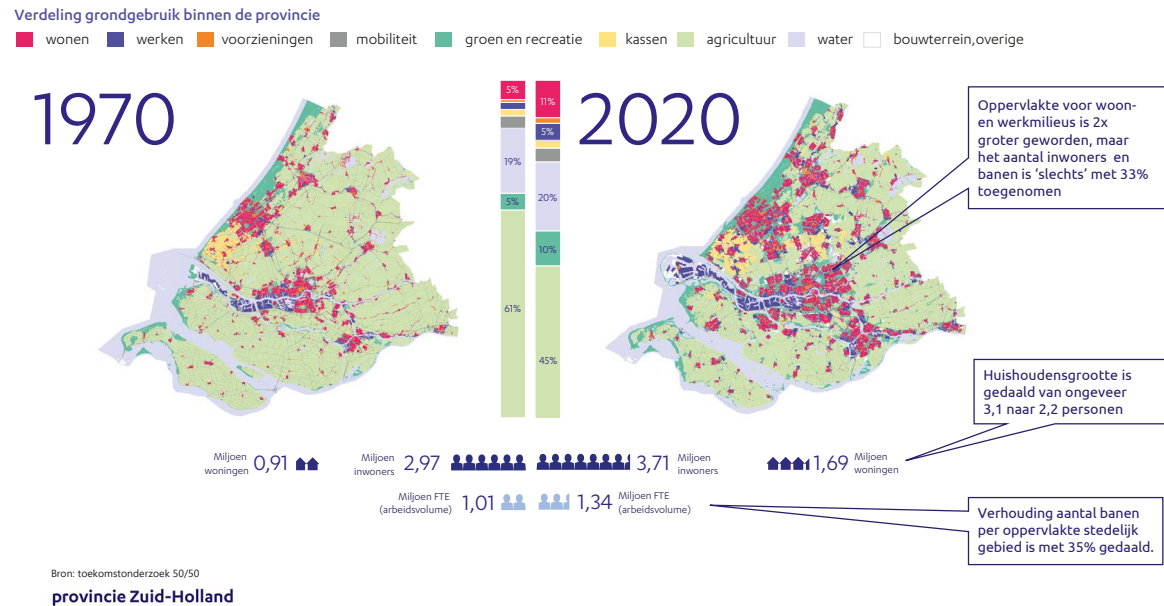 Verdeling grondgebruik binnen de provincie
wonen werken voorzieningen mobiliteit groen en recreatie kassen agricultuur water bouwterrein,overige
1970
2020
5%
19%
5%
61%
11%
5%
20%
10%
45%
Oppervlakte voor woon-
en werkmilieus is 2x
groter geworden, maar
het aantal inwoners en
banen is ‘slechts’ met 33%
toegenomen
Huishoudensgrootte is
gedaald van ongeveer
3,1 naar 2,2 personen
Miljoen
woningen 0,91
Miljoen
inwoners 2,97
3,71 Miljoen
inwoners
1,69 Miljoen
woningen
Miljoen FTE
(arbeidsvolume) 1,01
1,34 Miljoen FTE
(arbeidsvolume)
Verhouding aantal banen
per oppervlakte stedelijk
gebied is met 35% gedaald.
Bron: toekomstonderzoek 50/50
provincie Zuid-Holland